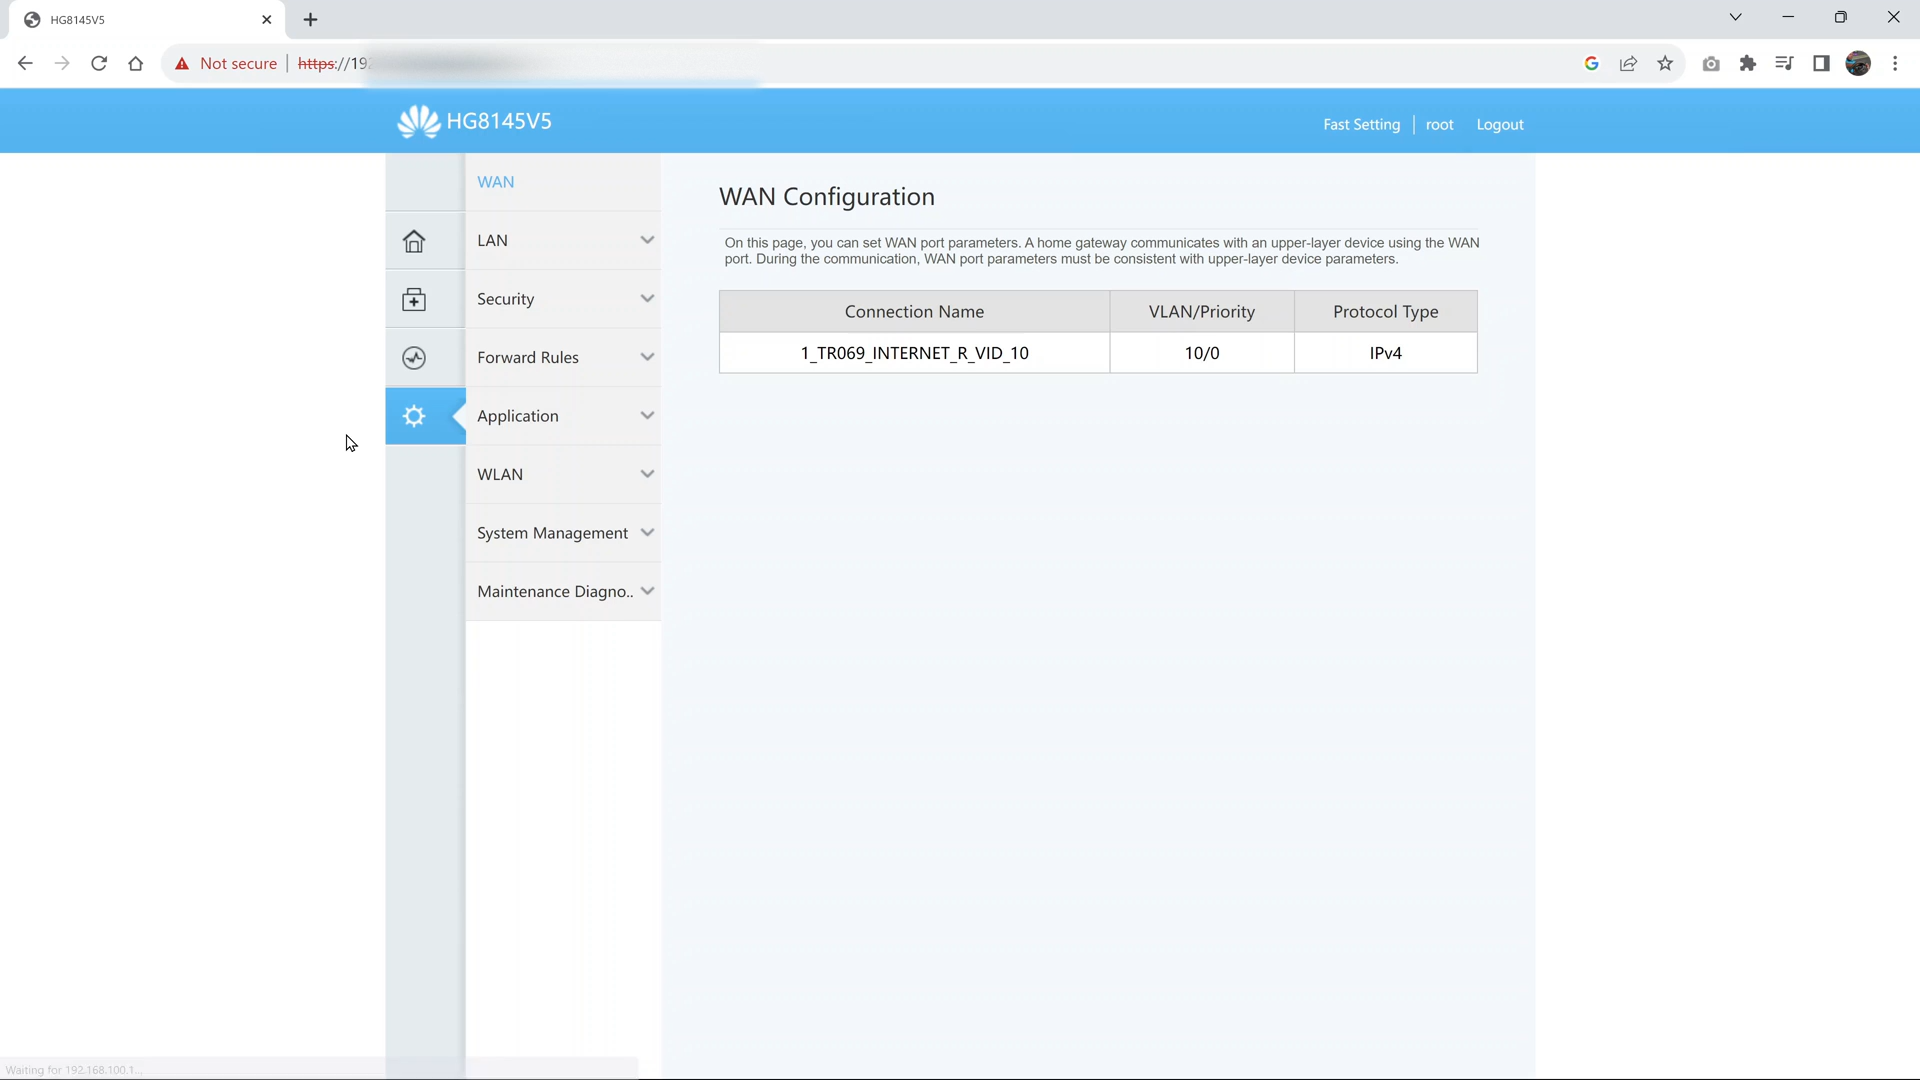 HG8145V5
Not secure | https://19
HG8145V5
Fast Setting | root Logout
WAN
LAN
Security
Forward Rules
Application
WLAN
System Management
Maintenance Diagno..
WAN Configuration
On this page, you can set WAN port parameters. A home gateway communicates with an upper-layer device using the WAN
port. During the communication, WAN port parameters must be consistent with upper-layer device parameters.
Connection Name VLAN/Priority Protocol Type
1_TR069_INTERNET_R_VID_10 10/0 IPv4
Waiting for 192.168.100.1...